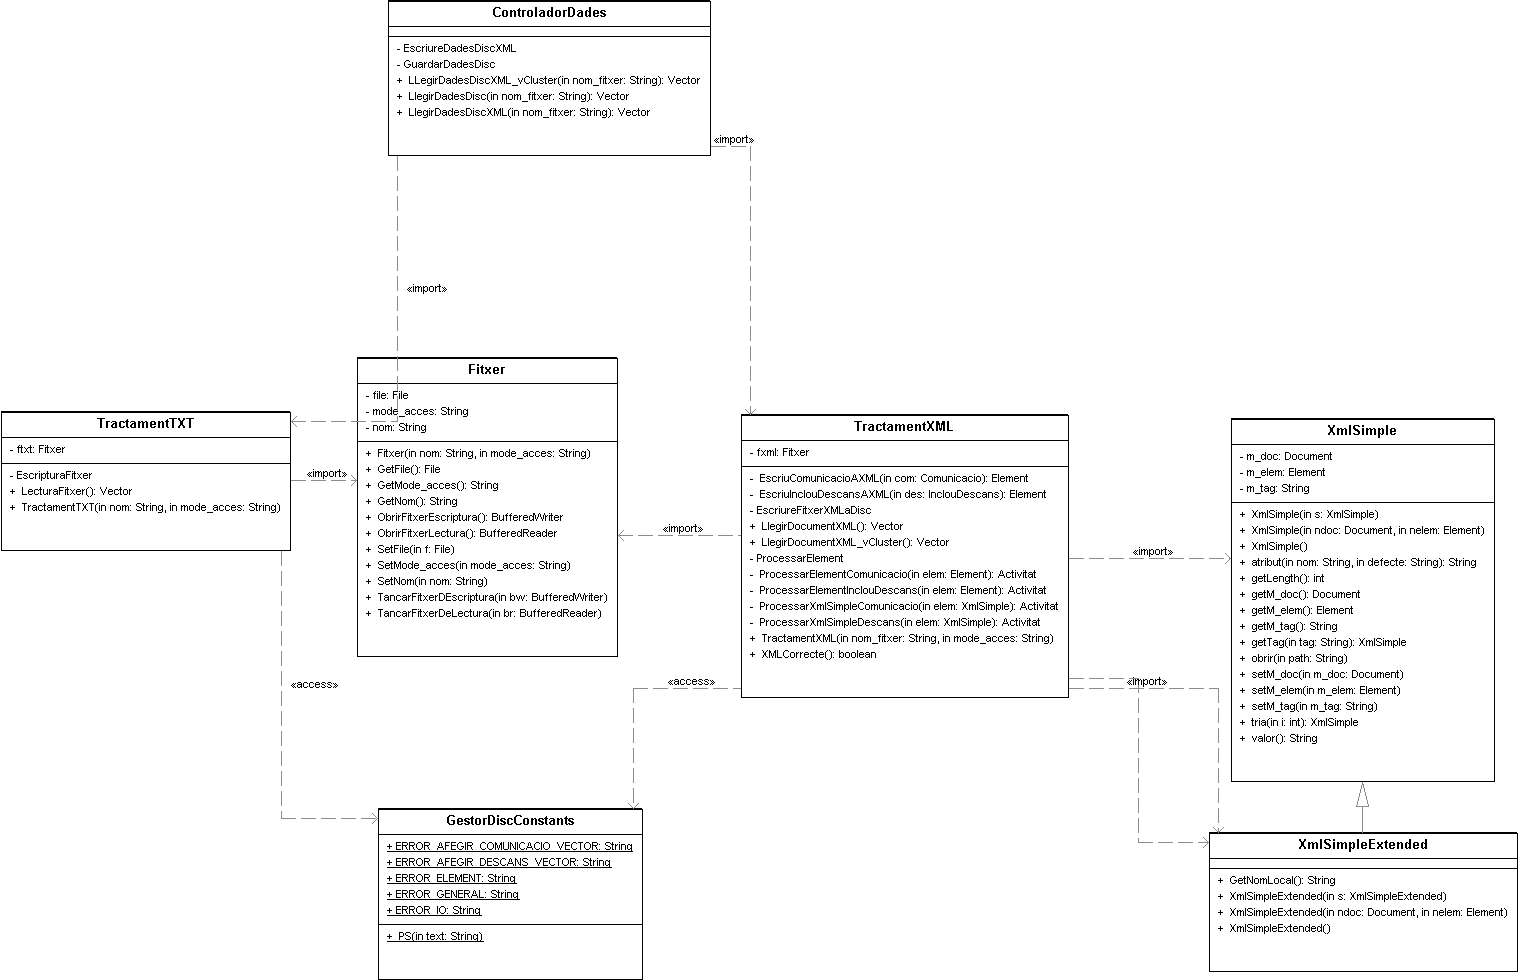 ControladorDades
- EscriureDadesDiscXML
- GuardarDadesDisc
+ LLegirDadesDiscXML_vCluster(in nom_fitxer: String): Vector
+ LlegirDadesDisc(in nom_fitxer: String): Vector
+ LlegirDadesDiscXML(in nom_fitxer: String): Vector
«import»
«import»
Fitxer
- file: File
- mode_acces: String
- nom: String
+ Fitxer(in nom: String, in mode_acces: String)
+ GetFile(): File
+ GetMode_acces(): String
+ GetNom(): String
+ ObrirFitxerEscriptura(): BufferedWriter
+ ObrirFitxerLectura(): BufferedReader
+ SetFile(in f: File)
+ SetMode_acces(in mode_acces: String)
+ SetNom(in nom: String)
+ TancarFitxerDEscriptura(in bw: BufferedWriter)
+ TancarFitxerDeLectura(in br: BufferedReader)
TractamentTXT
- ftxt: Fitxer
- EscripturaFitxer
+ LecturaFitxer(): Vector
+ TractamentTXT(in nom: String, in mode_acces: String)
«import»
«access»
TractamentXML
- fxml: Fitxer
- EscriuComunicacioAXML(in com: Comunicacio): Element
- EscriuInclouDescansAXML(in des: InclouDescans): Element
- EscriureFitxerXMLaDisc
+ LlegirDocumentXML(): Vector
+ LlegirDocumentXML_vCluster(): Vector
- ProcessarElement
- ProcessarElementComunicacio(in elem: Element): Activitat
- ProcessarElementInclouDescans(in elem: Element): Activitat
- ProcessarXmlSimpleComunicacio(in elem: XmlSimple): Activitat
- ProcessarXmlSimpleDescans(in elem: XmlSimple): Activitat
+ TractamentXML(in nom_fitxer: String, in mode_acces: String)
+ XMLCorrecte(): boolean
«import»
«import»
«access»
«import»
XmlSimple
- m_doc: Document
- m_elem: Element
- m_tag: String
+ XmlSimple(in s: XmlSimple)
+ XmlSimple(in ndoc: Document, in nelem: Element)
+ XmlSimple()
+ atribut(in nom: String, in defecte: String): String
+ getLength(): int
+ getM_doc(): Document
+ getM_elem(): Element
+ getM_tag(): String
+ getTag(in tag: String): XmlSimple
+ obrir(in path: String)
+ setM_doc(in m_doc: Document)
+ setM_elem(in m_elem: Element)
+ setM_tag(in m_tag: String)
+ tria(in i: int): XmlSimple
+ valor(): String
GestorDiscConstants
+ ERROR_AFEGIR_COMUNICACIO_VECTOR: String
+ ERROR_AFEGIR_DESCANS_VECTOR: String
+ ERROR_ELEMENT: String
+ ERROR_GENERAL: String
+ ERROR_IO: String
+ PS(in text: String)
XmlSimpleExtended
+ GetNomLocal(): String
+ XmlSimpleExtended(in s: XmlSimpleExtended)
+ XmlSimpleExtended(in ndoc: Document, in nelem: Element)
+ XmlSimpleExtended()